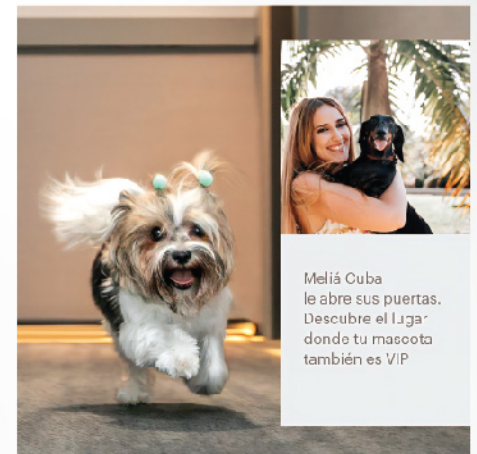 Meliá Cuba
le abre sus puertas.
Descubre el lugar
donde tu mascota
también es VIP